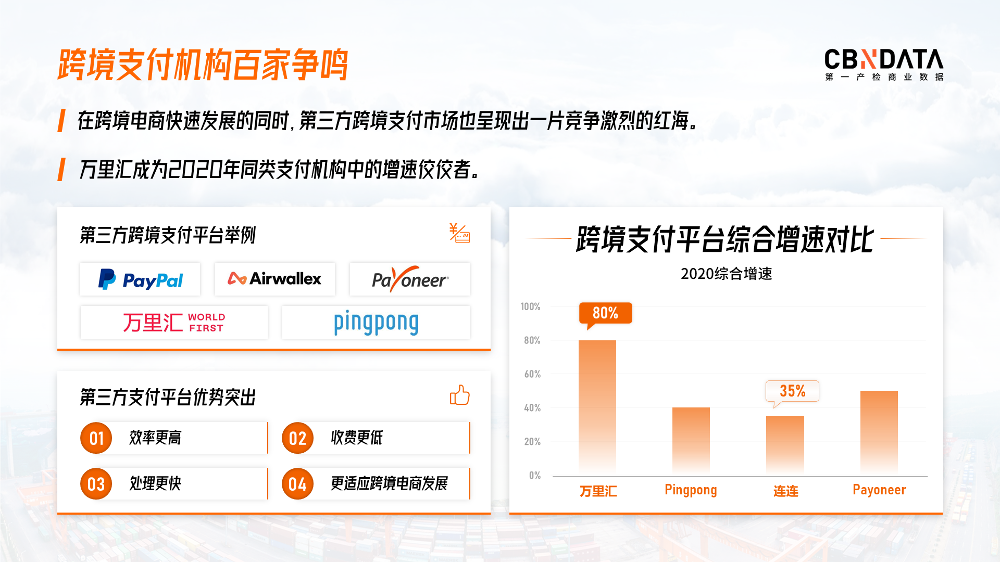 跨境支付机构百家争鸣
CBNDATA
第一产检商业数据
在跨境电商快速发展的同时,第三方跨境支付市场也呈现出一片竞争激烈的红海。
万里汇成为2020年同类支付机构中的增速佼佼者。
第三方跨境支付平台举例
PayPal
Airwallex
Payoneer
万里汇 WORLD FIRST
pingpong
第三方支付平台优势突出
01 效率更高
02 收费更低
03 处理更快
04 更适应跨境电商发展
跨境支付平台综合增速对比
2020综合增速
100%
80%
60%
40%
20%
0%
80%
35%
万里汇
Pingpong
连连
Payoneer